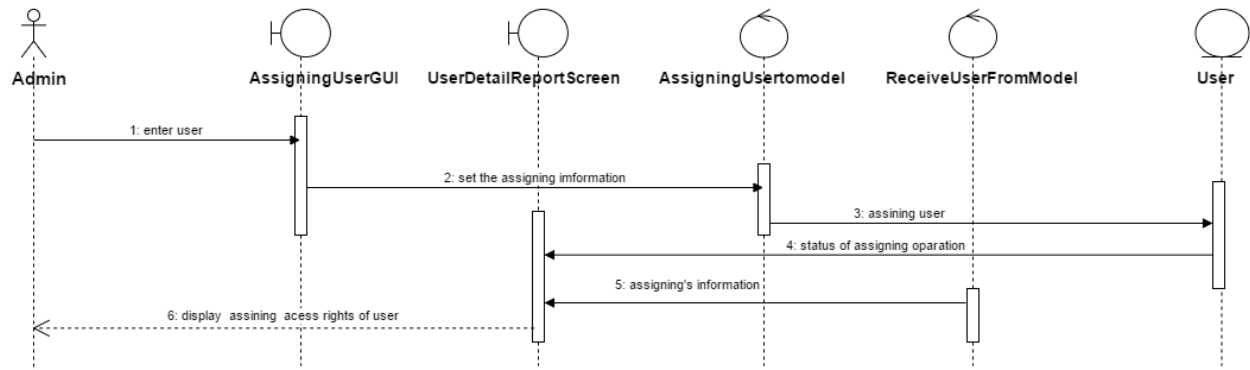 Admin
AssigningUserGUI
UserDetailReportScreen
AssigningUsertomodel
ReceiveUserFromModel
User
1: enter user
2: set the assigning imformation
3: assining user
4: status of assigning oparation
5: assigning's information
6: display assining acess rights of user